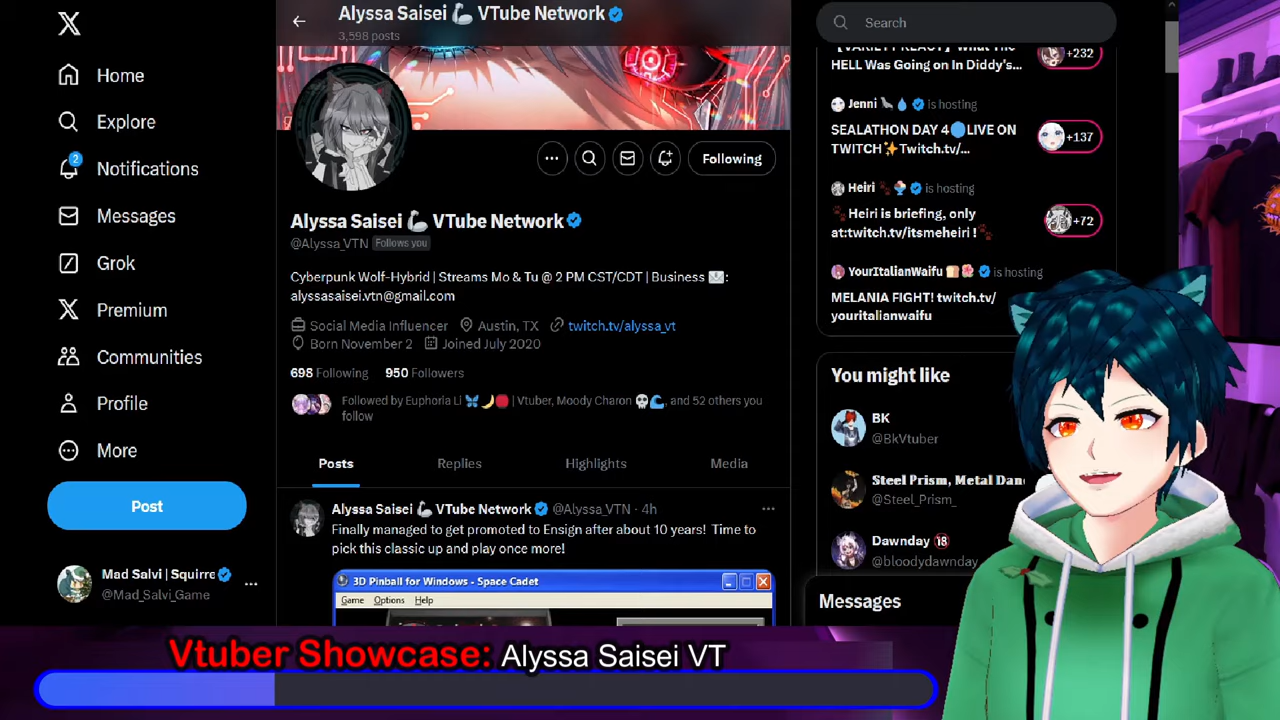 Home
Explore
2
Notifications
Messages
Grok
Premium
Communities
Profile
More
Post
Mad Salvi | Squirre
@Mad_Salvi_Game
Alyssa Saisei 🦾 VTube Network
3,598 posts
Following
Alyssa Saisei 🦾 VTube Network
@Alyssa_VTN Follows you
Cyberpunk Wolf-Hybrid | Streams Mo & Tu @ 2 PM CST/CDT | Business 📨:
alyssasaisei.vtn@gmail.com
Social Media Influencer Austin, TX twitch.tv/alyssa_vt
Born November 2 Joined July 2020
698 Following 950 Followers
Followed by Euphoria Li 🦋🌙🔴 | Vtuber, Moody Charon 💀🌊, and 52 others you
follow
Posts Replies Highlights Media
Alyssa Saisei 🦾 VTube Network @Alyssa_VTN · 4h
Finally managed to get promoted to Ensign after about 10 years! Time to
pick this classic up and play once more!
3D Pinball for Windows - Space Cadet
Game Options Help
Search
【VARIETY REACT】What The
HELL Was Going on In Diddy's...
+232
Jenni 🦭💧 is hosting
SEALATHON DAY 4🔵LIVE ON
TWITCH✨Twitch.tv/...
+137
Heiri 🐾🍨 is hosting
🐾Heiri is briefing, only
at:twitch.tv/itsmeheiri !🐾
+72
YourItalianWaifu 🍞🌺 is hosting
MELANIA FIGHT! twitch.tv/
youritalianwaifu
You might like
BK
@BkVtuber
Steel Prism, Metal Dan
@Steel_Prism_
Dawnday 🔞
@bloodydawnday
Messages
Vtuber Showcase: Alyssa Saisei VT